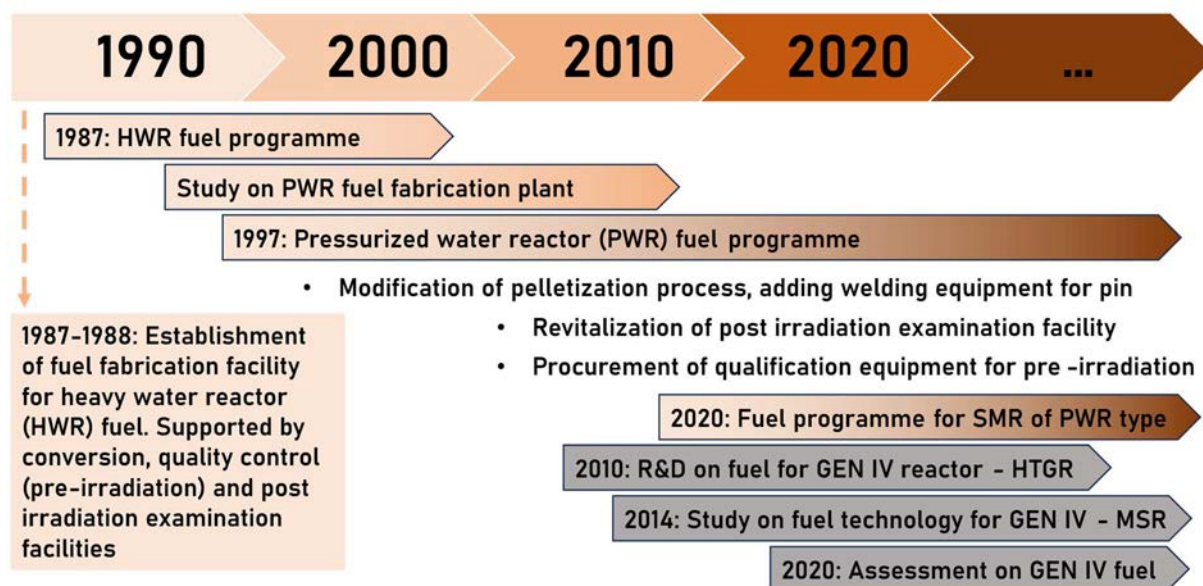 1990
2000
2010
2020
...
1987: HWR fuel programme
Study on PWR fuel fabrication plant
1997: Pressurized water reactor (PWR) fuel programme
• Modification of pelletization process, adding welding equipment for pin
• Revitalization of post irradiation examination facility
• Procurement of qualification equipment for pre -irradiation
1987-1988: Establishment
of fuel fabrication facility
for heavy water reactor
(HWR) fuel. Supported by
conversion, quality control
(pre-irradiation) and post
irradiation examination
facilities
2020: Fuel programme for SMR of PWR type
2010: R&D on fuel for GEN IV reactor - HTGR
2014: Study on fuel technology for GEN IV - MSR
2020: Assessment on GEN IV fuel